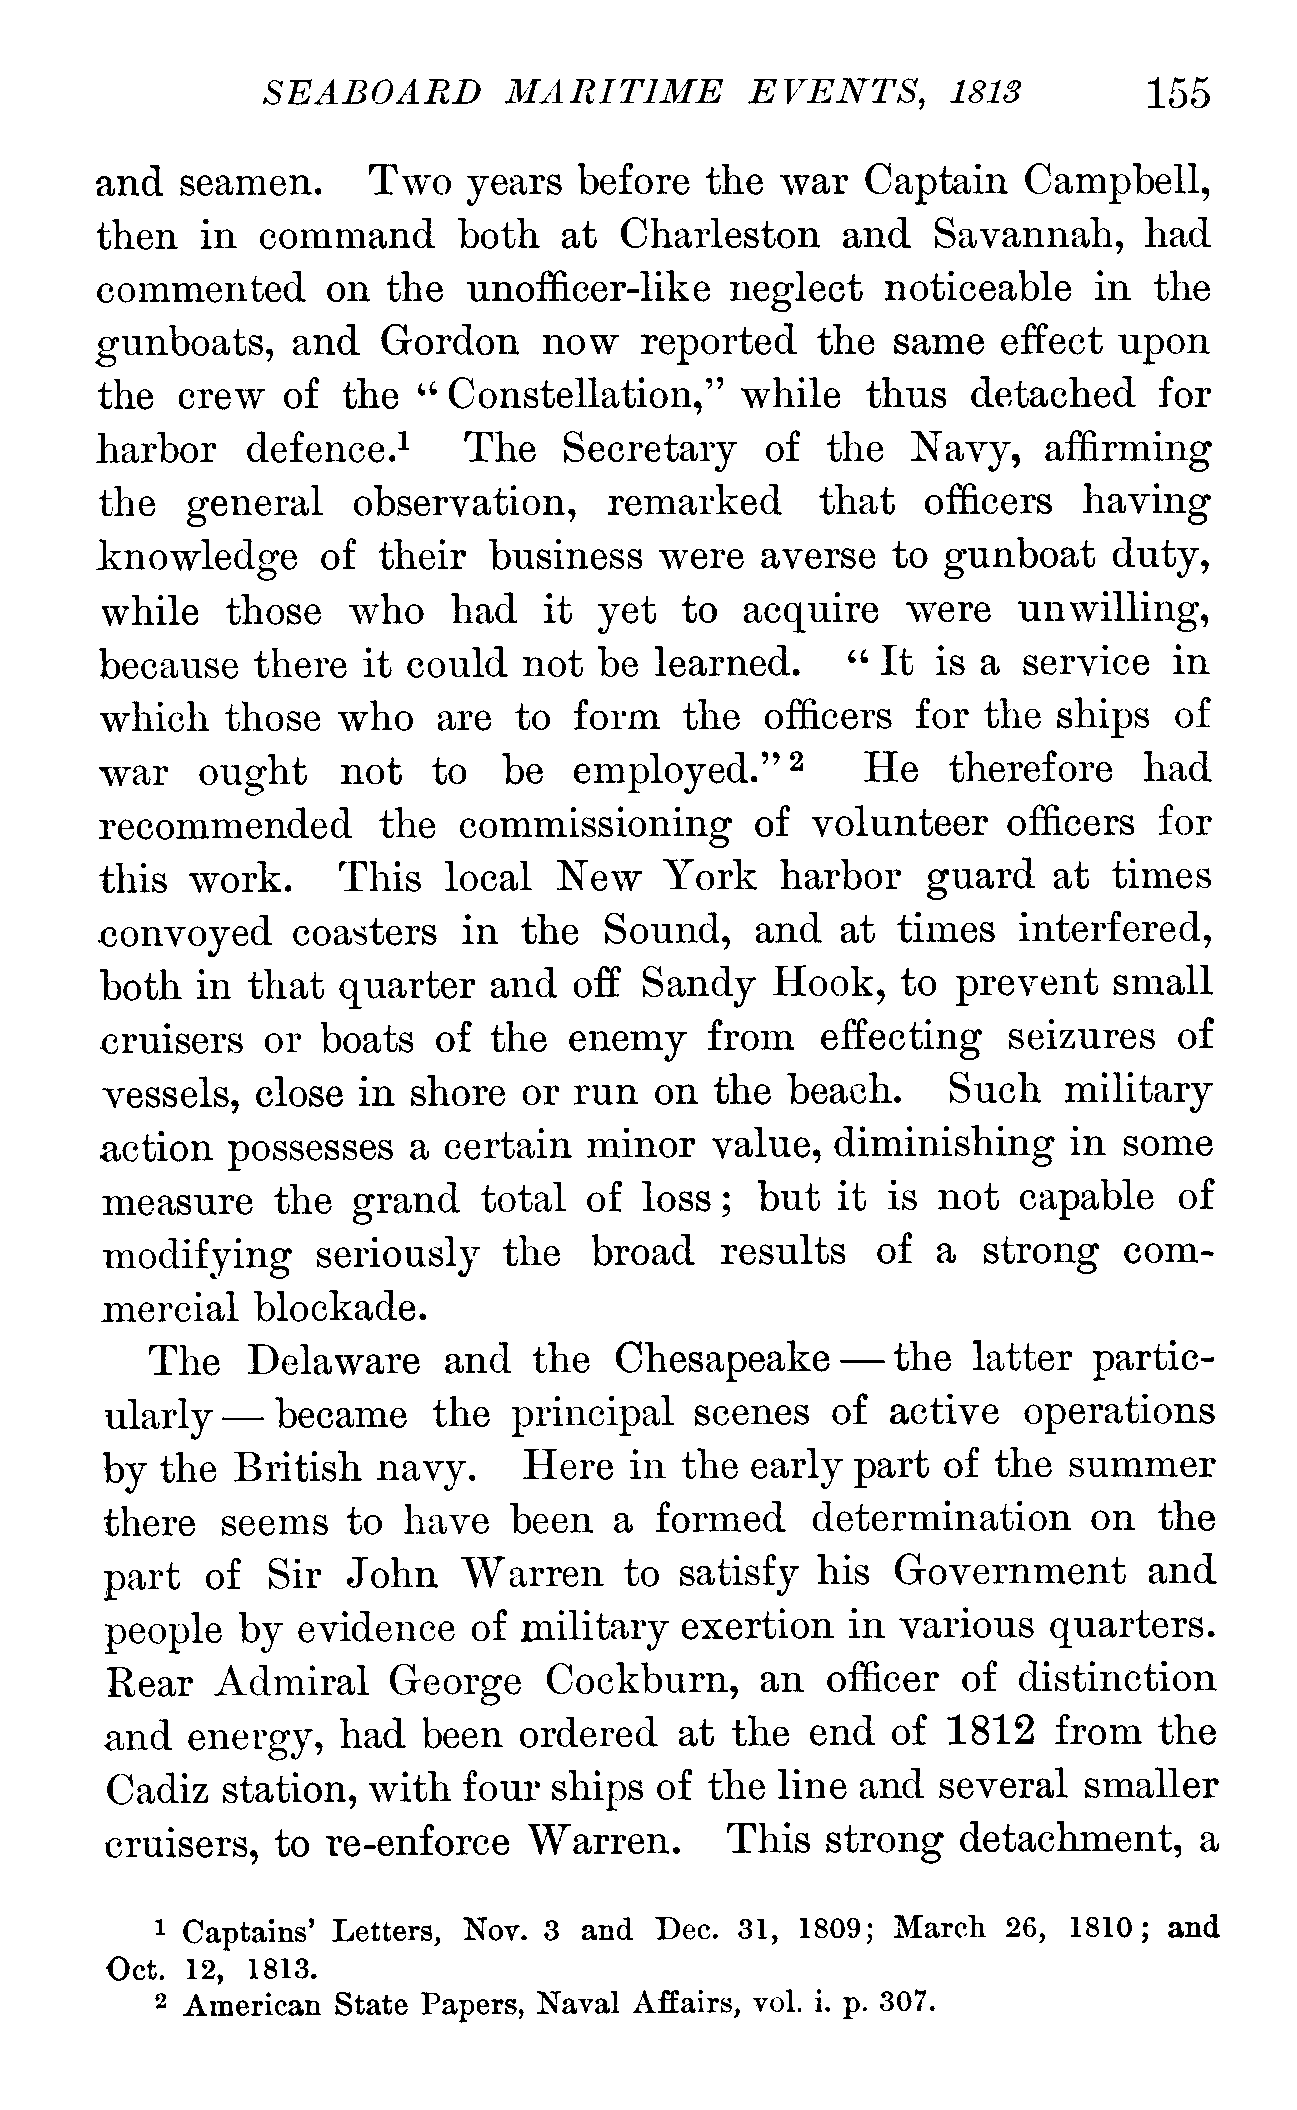 SEABOARD MARITIME EVENTS, 1813 155
and seamen. Two years before the war Captain Campbell,
then in command both at Charleston and Savannah, had
commented on the unofficer-like neglect noticeable in the
gunboats, and Gordon now reported the same effect upon
the crew of the “ Constellation,” while thus detached for
harbor defence.¹ The Secretary of the Navy, affirming
the general observation, remarked that officers having
knowledge of their business were averse to gunboat duty,
while those who had it yet to acquire were unwilling,
because there it could not be learned. “ It is a service in
which those who are to form the officers for the ships of
war ought not to be employed.” ² He therefore had
recommended the commissioning of volunteer officers for
this work. This local New York harbor guard at times
convoyed coasters in the Sound, and at times interfered,
both in that quarter and off Sandy Hook, to prevent small
cruisers or boats of the enemy from effecting seizures of
vessels, close in shore or run on the beach. Such military
action possesses a certain minor value, diminishing in some
measure the grand total of loss ; but it is not capable of
modifying seriously the broad results of a strong com-
mercial blockade.
The Delaware and the Chesapeake — the latter partic-
ularly — became the principal scenes of active operations
by the British navy. Here in the early part of the summer
there seems to have been a formed determination on the
part of Sir John Warren to satisfy his Government and
people by evidence of military exertion in various quarters.
Rear Admiral George Cockburn, an officer of distinction
and energy, had been ordered at the end of 1812 from the
Cadiz station, with four ships of the line and several smaller
cruisers, to re-enforce Warren. This strong detachment, a
¹ Captains’ Letters, Nov. 3 and Dec. 31, 1809; March 26, 1810 ; and
Oct. 12, 1813.
² American State Papers, Naval Affairs, vol. i. p. 307.